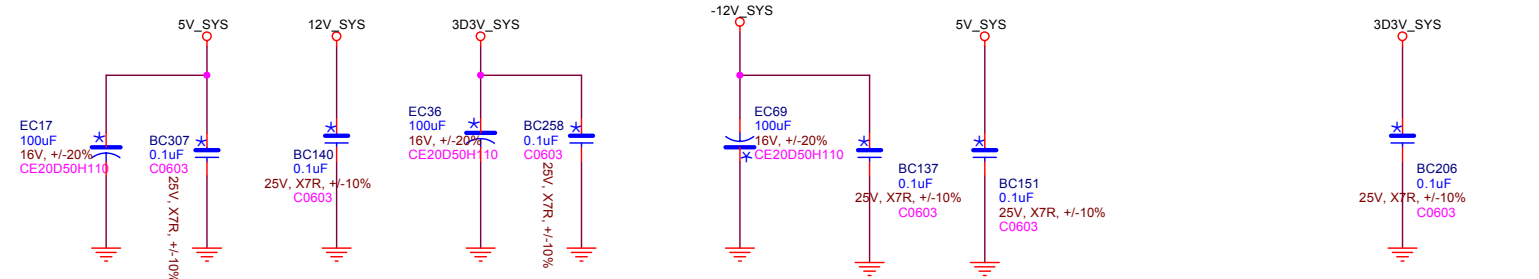 5V_SYS
EC17
100uF
16V, +/-20%
CE20D50H110
BC307
0.1uF
C0603
25V, X7R, +/-10%
12V_SYS
BC140
0.1uF
25V, X7R, +/-10%
C0603
3D3V_SYS
EC36
100uF
16V, +/-20%
CE20D50H110
BC258
0.1uF
C0603
25V, X7R, +/-10%
-12V_SYS
EC69
100uF
16V, +/-20%
CE20D50H110
BC137
0.1uF
25V, X7R, +/-10%
C0603
5V_SYS
BC151
0.1uF
25V, X7R, +/-10%
C0603
3D3V_SYS
BC206
0.1uF
25V, X7R, +/-10%
C0603